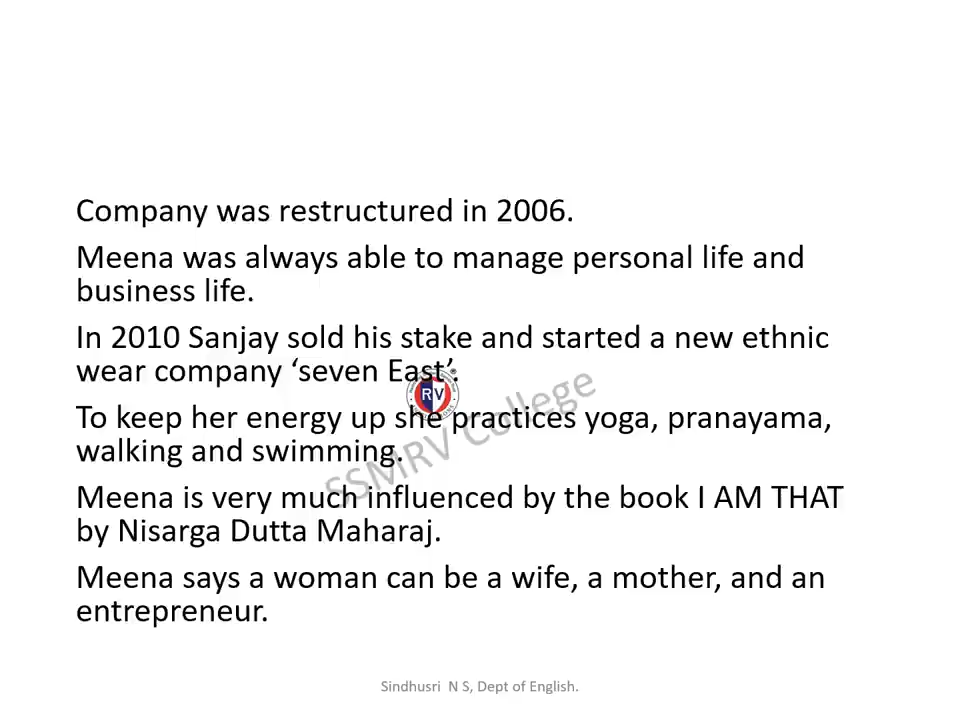 Company was restructured in 2006.
Meena was always able to manage personal life and
business life.
In 2010 Sanjay sold his stake and started a new ethnic
wear company ‘seven East’.
To keep her energy up she practices yoga, pranayama,
walking and swimming.
Meena is very much influenced by the book I AM THAT
by Nisarga Dutta Maharaj.
Meena says a woman can be a wife, a mother, and an
entrepreneur.
RV
SSMRV College
Sindhusri N S, Dept of English.